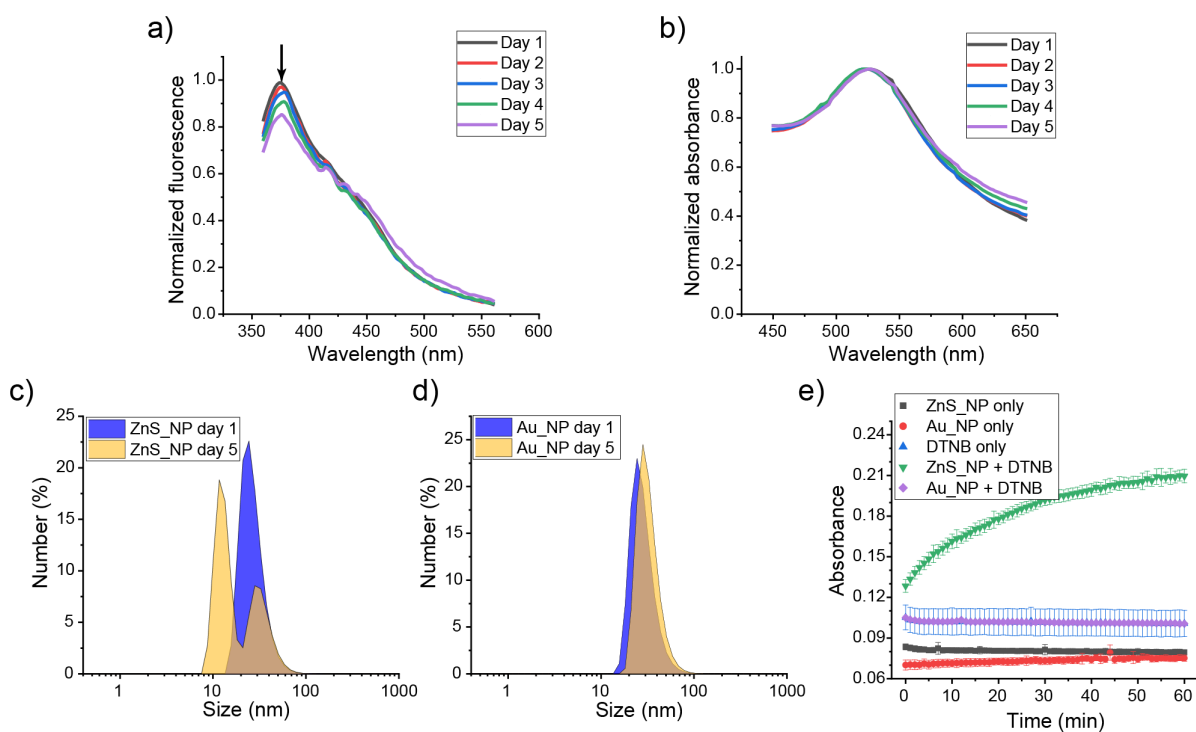 a)
Day 1
Day 2
Day 3
Day 4
Day 5
1.0
0.8
0.6
0.4
0.2
0.0
Normalized fluorescence
350 400 450 500 550 600
Wavelength (nm)
b)
Day 1
Day 2
Day 3
Day 4
Day 5
1.0
0.8
0.6
0.4
0.2
0.0
Normalized absorbance
450 500 550 600 650
Wavelength (nm)
c)
ZnS_NP day 1
ZnS_NP day 5
25
20
15
10
5
0
Number (%)
1 10 100 1000
Size (nm)
d)
Au_NP day 1
Au_NP day 5
25
20
15
10
5
0
Number (%)
1 10 100 1000
Size (nm)
e)
ZnS_NP only
Au_NP only
DTNB only
ZnS_NP + DTNB
Au_NP + DTNB
0.24
0.21
0.18
0.15
0.12
0.09
0.06
Absorbance
0 10 20 30 40 50 60
Time (min)